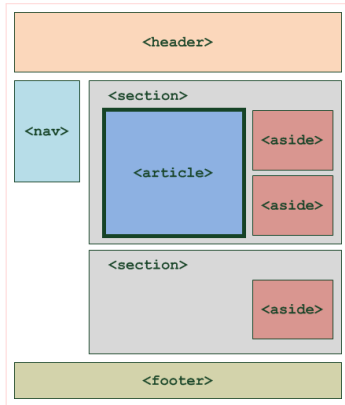 <header>
<nav>
<section>
<article>
<aside>
<aside>
<section>
<aside>
<footer>